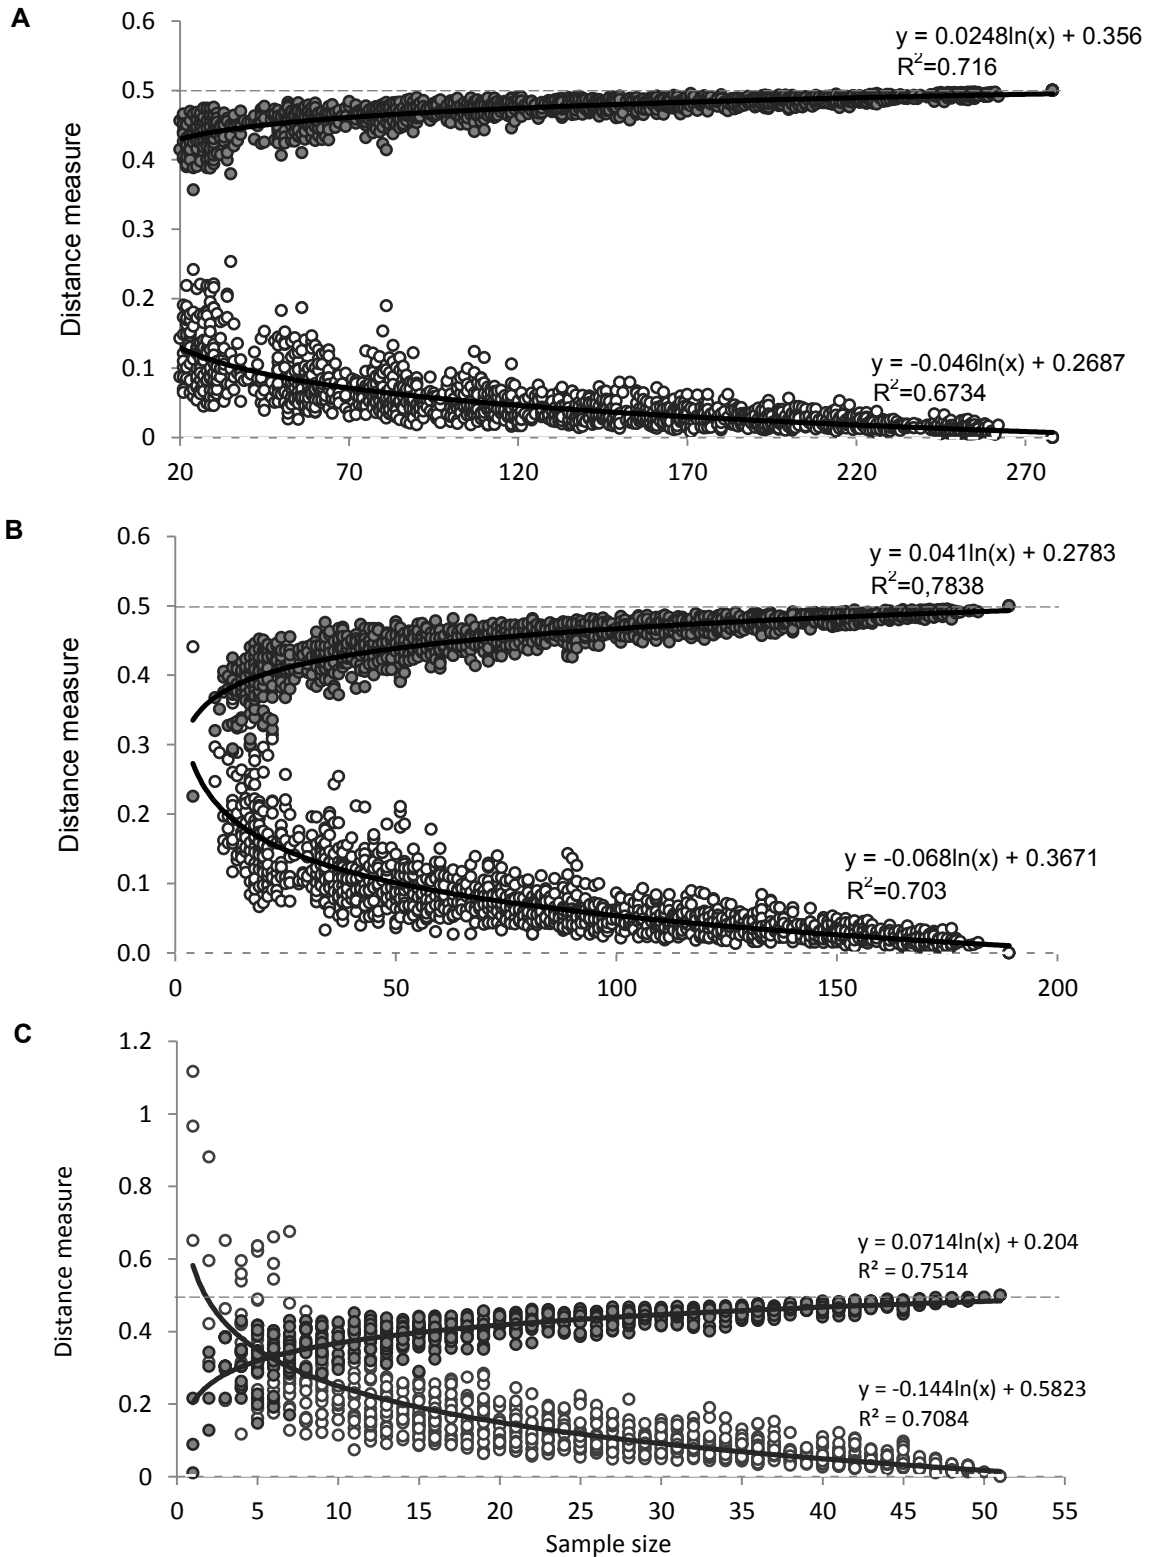 A
0.6
y = 0.0248ln(x) + 0.356
R²=0.716
0.5
0.4
Distance measure
0.3
0.2
y = -0.046ln(x) + 0.2687
R²=0.6734
0.1
0
20 70 120 170 220 270
B
0.6
y = 0.041ln(x) + 0.2783
R²=0,7838
0.5
0.4
Distance measure
0.3
0.2
y = -0.068ln(x) + 0.3671
R²=0.703
0.1
0.0
0 50 100 150 200
C
1.2
1
0.8
Distance measure
0.6
y = 0.0714ln(x) + 0.204
R² = 0.7514
0.4
y = -0.144ln(x) + 0.5823
R² = 0.7084
0.2
0
0 5 10 15 20 25 30 35 40 45 50 55
Sample size